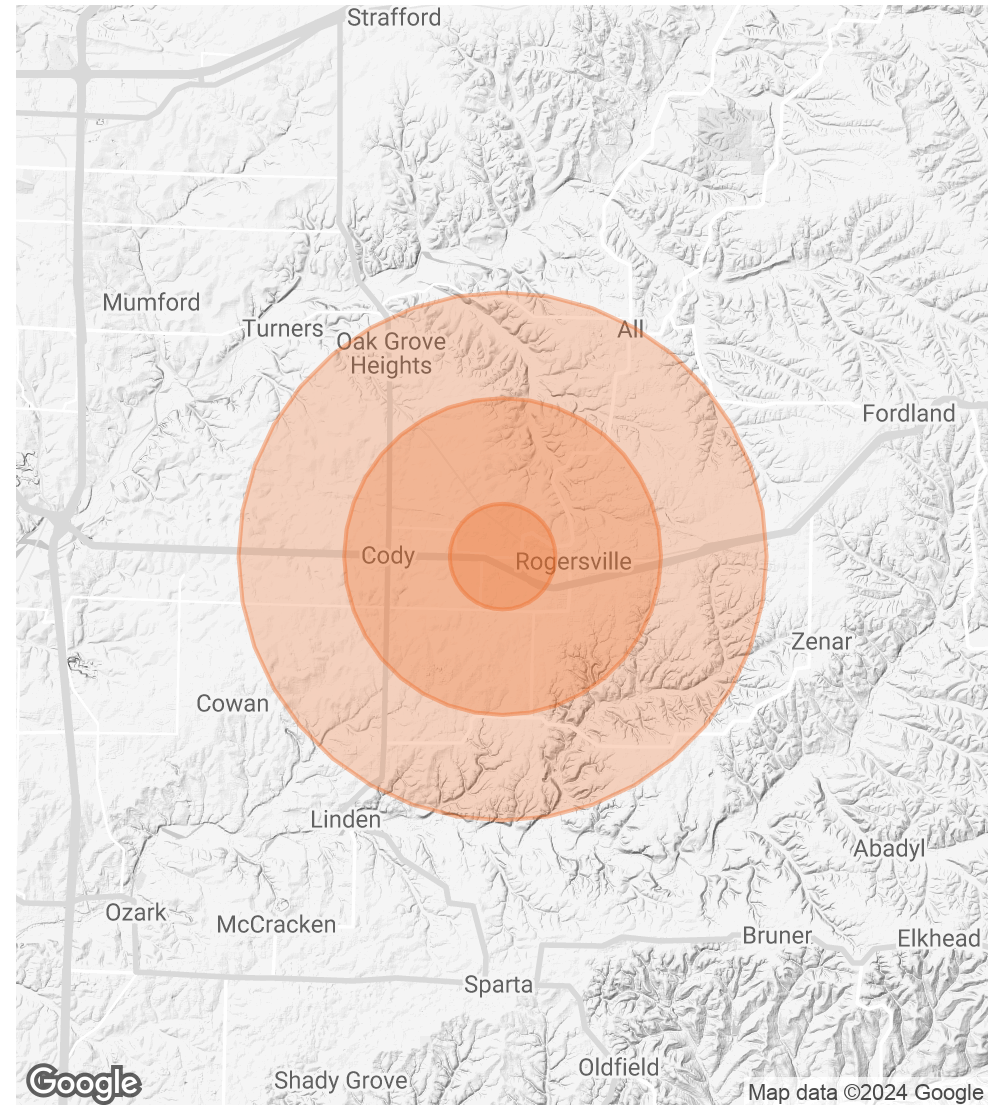 Strafford
Mumford
Turners
Oak Grove
Heights
All
Fordland
Cody
Rogersville
Zenar
Cowan
Linden
Abadyl
Ozark
McCracken
Bruner
Elkhead
Sparta
Oldfield
Shady Grove
Google
Map data ©2024 Google